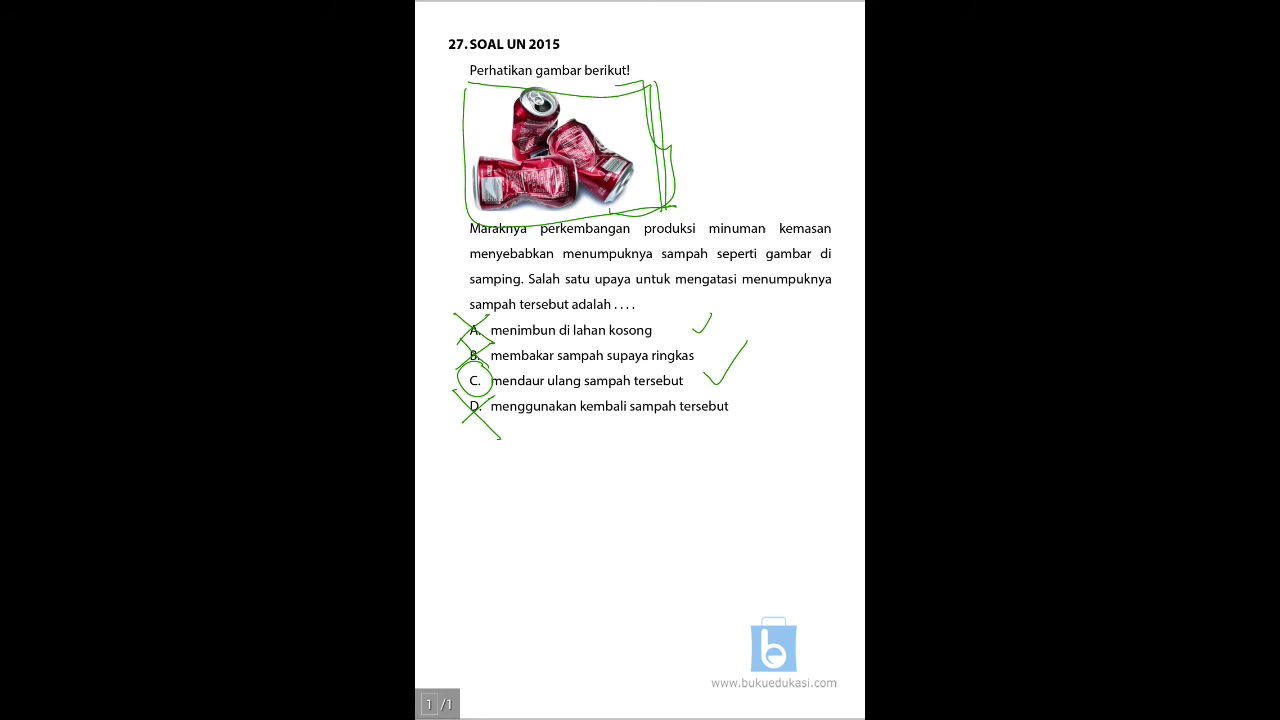 27. SOAL UN 2015
Perhatikan gambar berikut!
Maraknya perkembangan produksi minuman kemasan
menyebabkan menumpuknya sampah seperti gambar di
samping. Salah satu upaya untuk mengatasi menumpuknya
sampah tersebut adalah . . . .
A. menimbun di lahan kosong
B. membakar sampah supaya ringkas
C. mendaur ulang sampah tersebut
D. menggunakan kembali sampah tersebut
b
www.bukuedukasi.com
1 /1